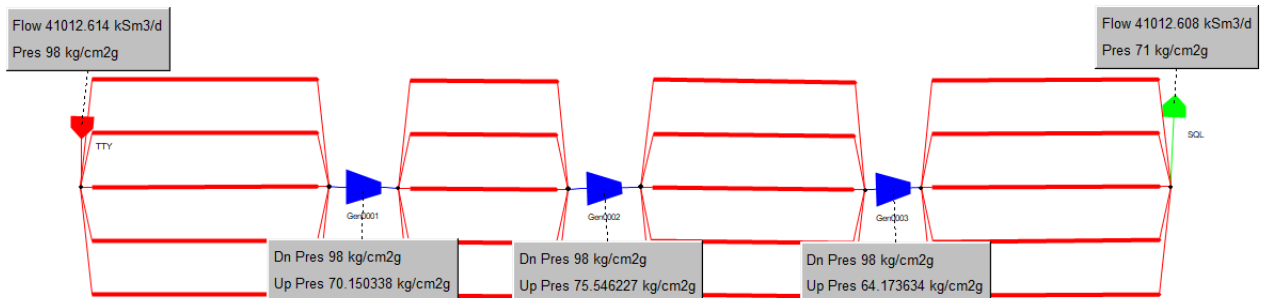 Flow 41012.614 kSm3/d
Pres 98 kg/cm2g
Flow 41012.608 kSm3/d
Pres 71 kg/cm2g
TTY
SQL
Gen0001
Gen0002
Gen0003
Dn Pres 98 kg/cm2g
Up Pres 70.150338 kg/cm2g
Dn Pres 98 kg/cm2g
Up Pres 75.546227 kg/cm2g
Dn Pres 98 kg/cm2g
Up Pres 64.173634 kg/cm2g